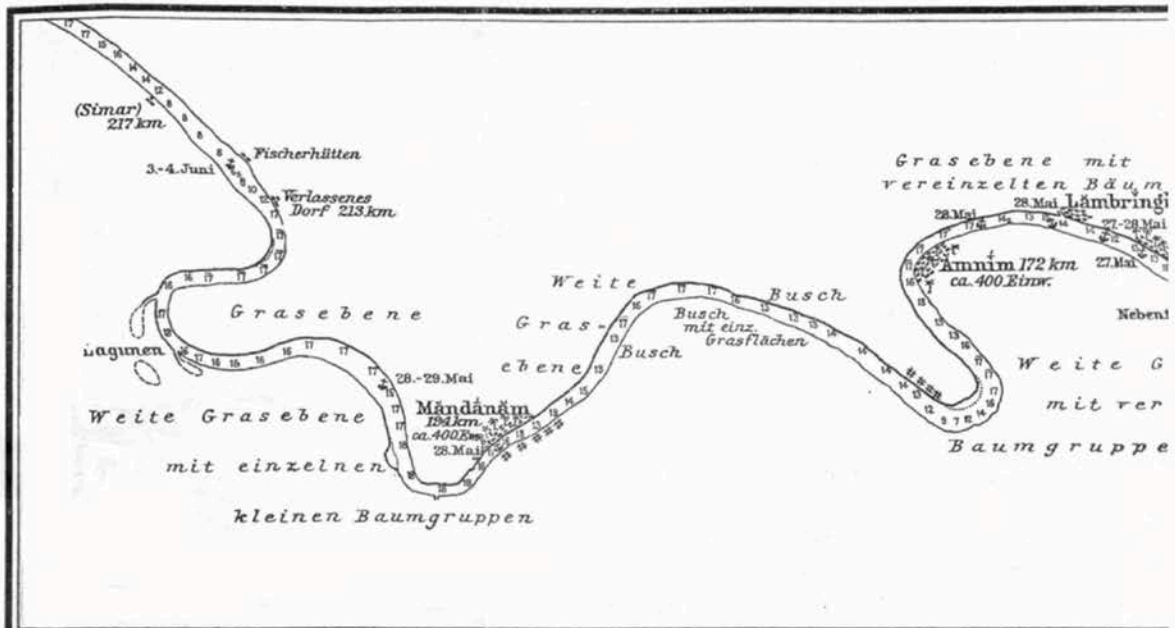 (Simar)
217 km
Fischerhütten
3.-4. Juni
Verlassenes
Dorf 213 km
Grasebene
Lagunen
28.-29. Mai
Weite Grasebene
mit einzelnen
kleinen Baumgruppen
Mandanam
194 km
ca. 400 Einw.
28. Mai
Weite
Gras-
ebene
Busch
Busch
Busch
mit einz.
Grasflächen
Grasebene mit
vereinzelten Bäum
28. Mai
28. Mai
Lambringi
27.-28. Mai
27. Mai
Amnim 172 km
ca. 400 Einw.
Weite G
mit ver
Baumgruppe